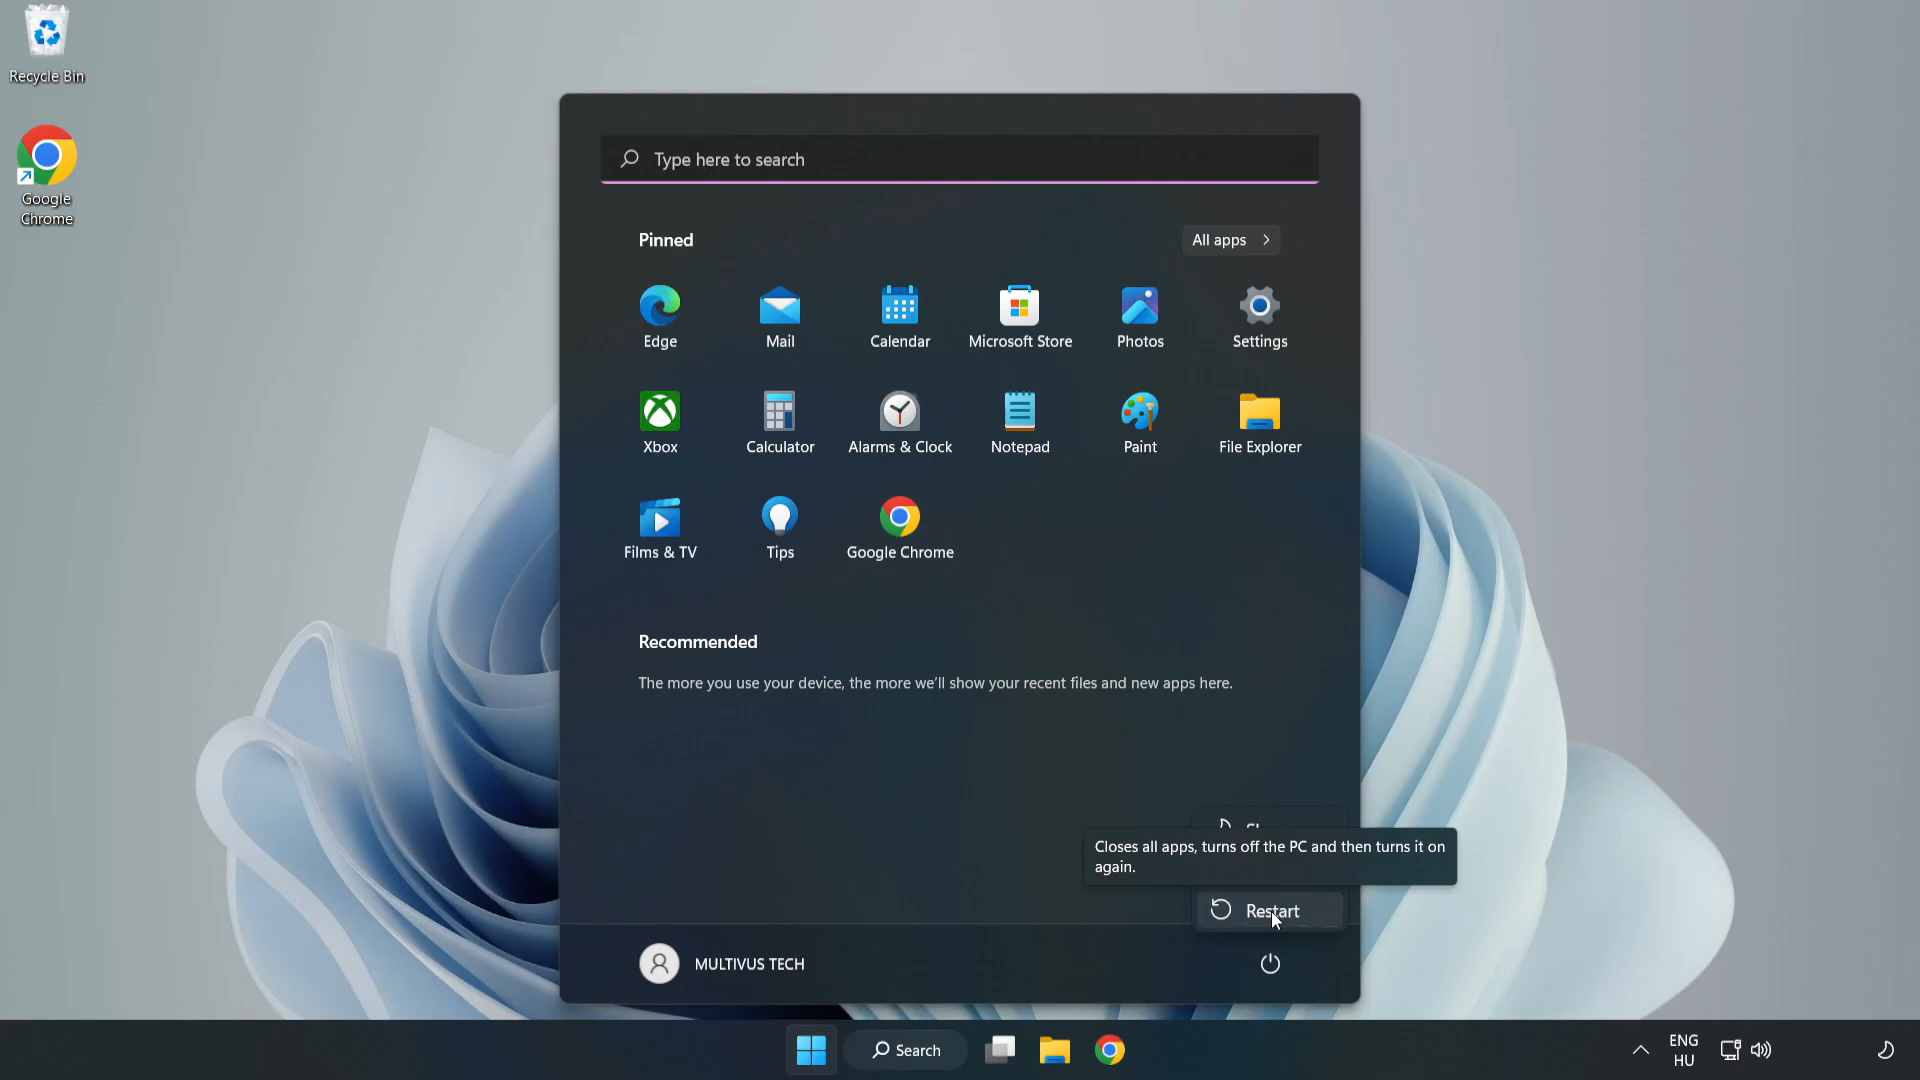 Recycle Bin
Google
Chrome
Type here to search
Pinned
All apps
Edge
Mail
Calendar
Microsoft Store
Photos
Settings
Xbox
Calculator
Alarms & Clock
Notepad
Paint
File Explorer
Films & TV
Tips
Google Chrome
Recommended
The more you use your device, the more we'll show your recent files and new apps here.
Closes all apps, turns off the PC and then turns it on
again.
Restart
MULTIVUS TECH
Search
ENG
HU